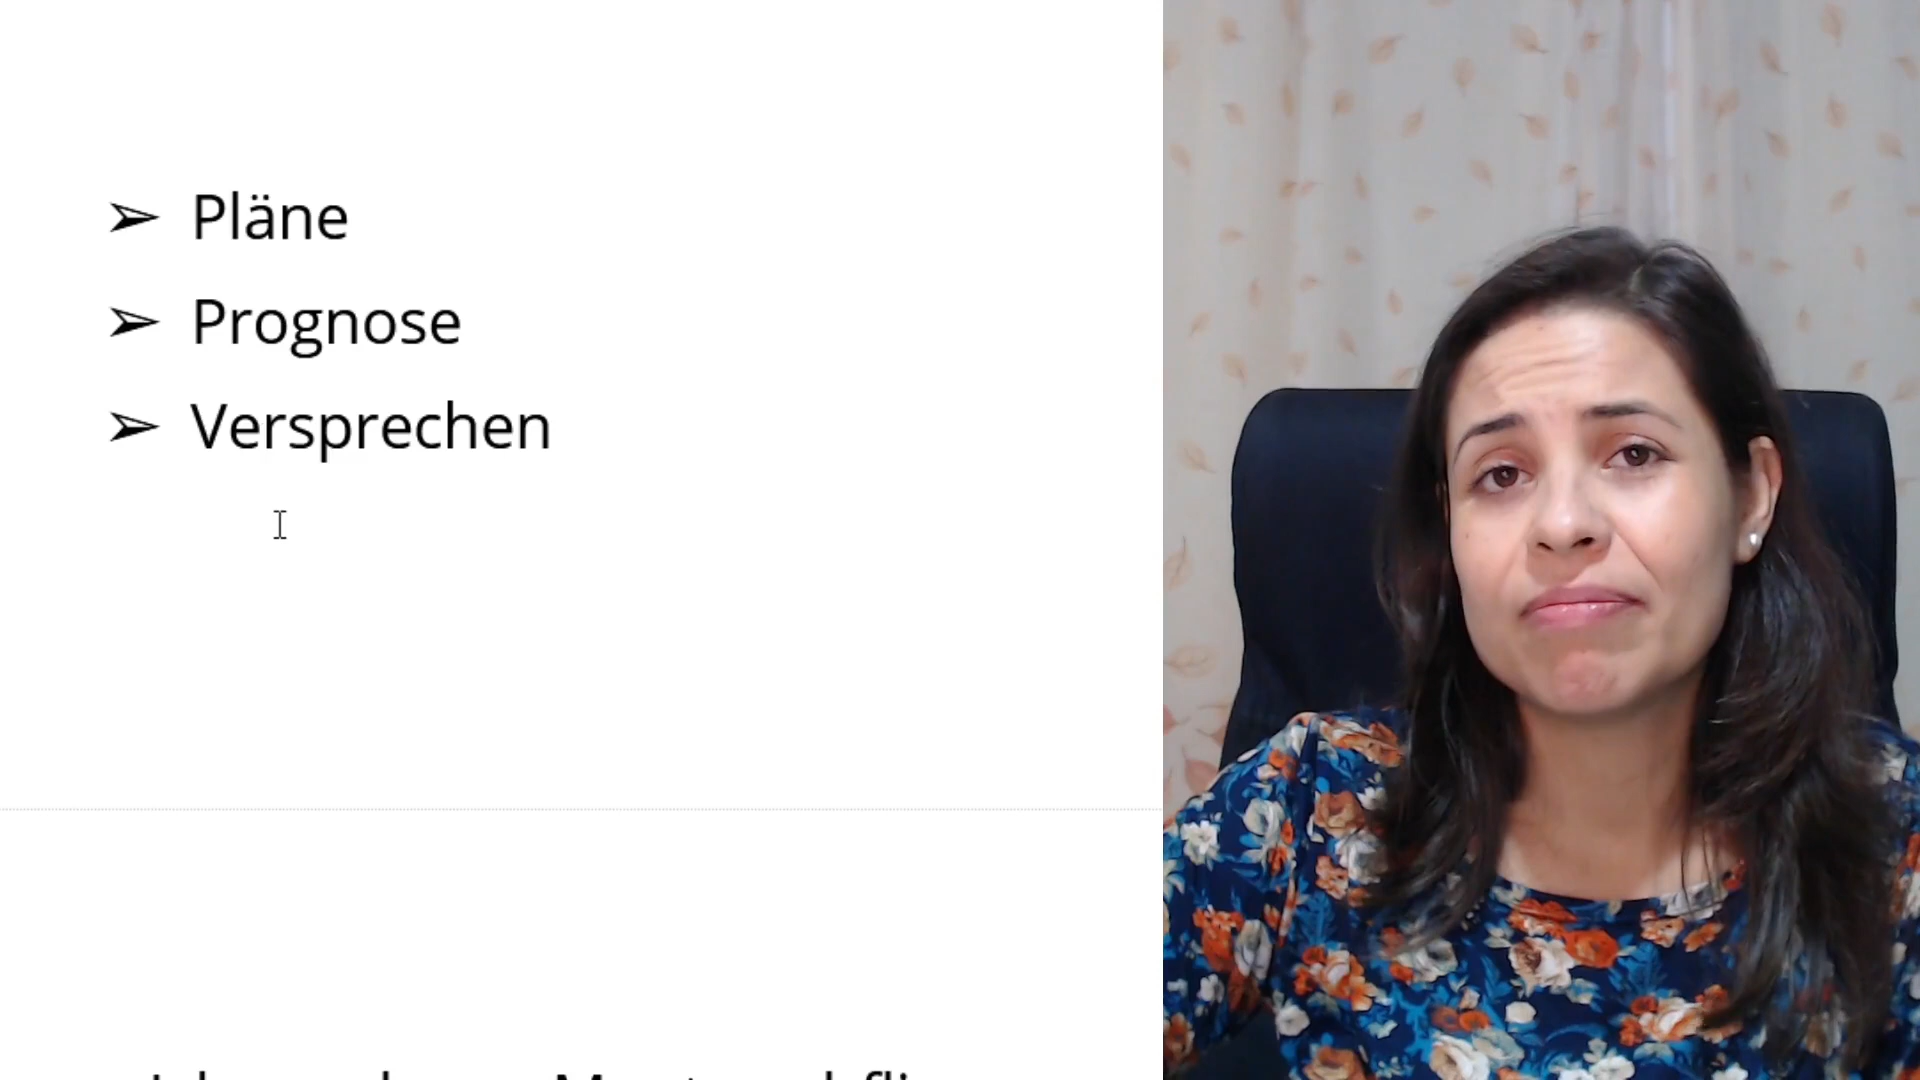 ➢ Pläne
➢ Prognose
➢ Versprechen